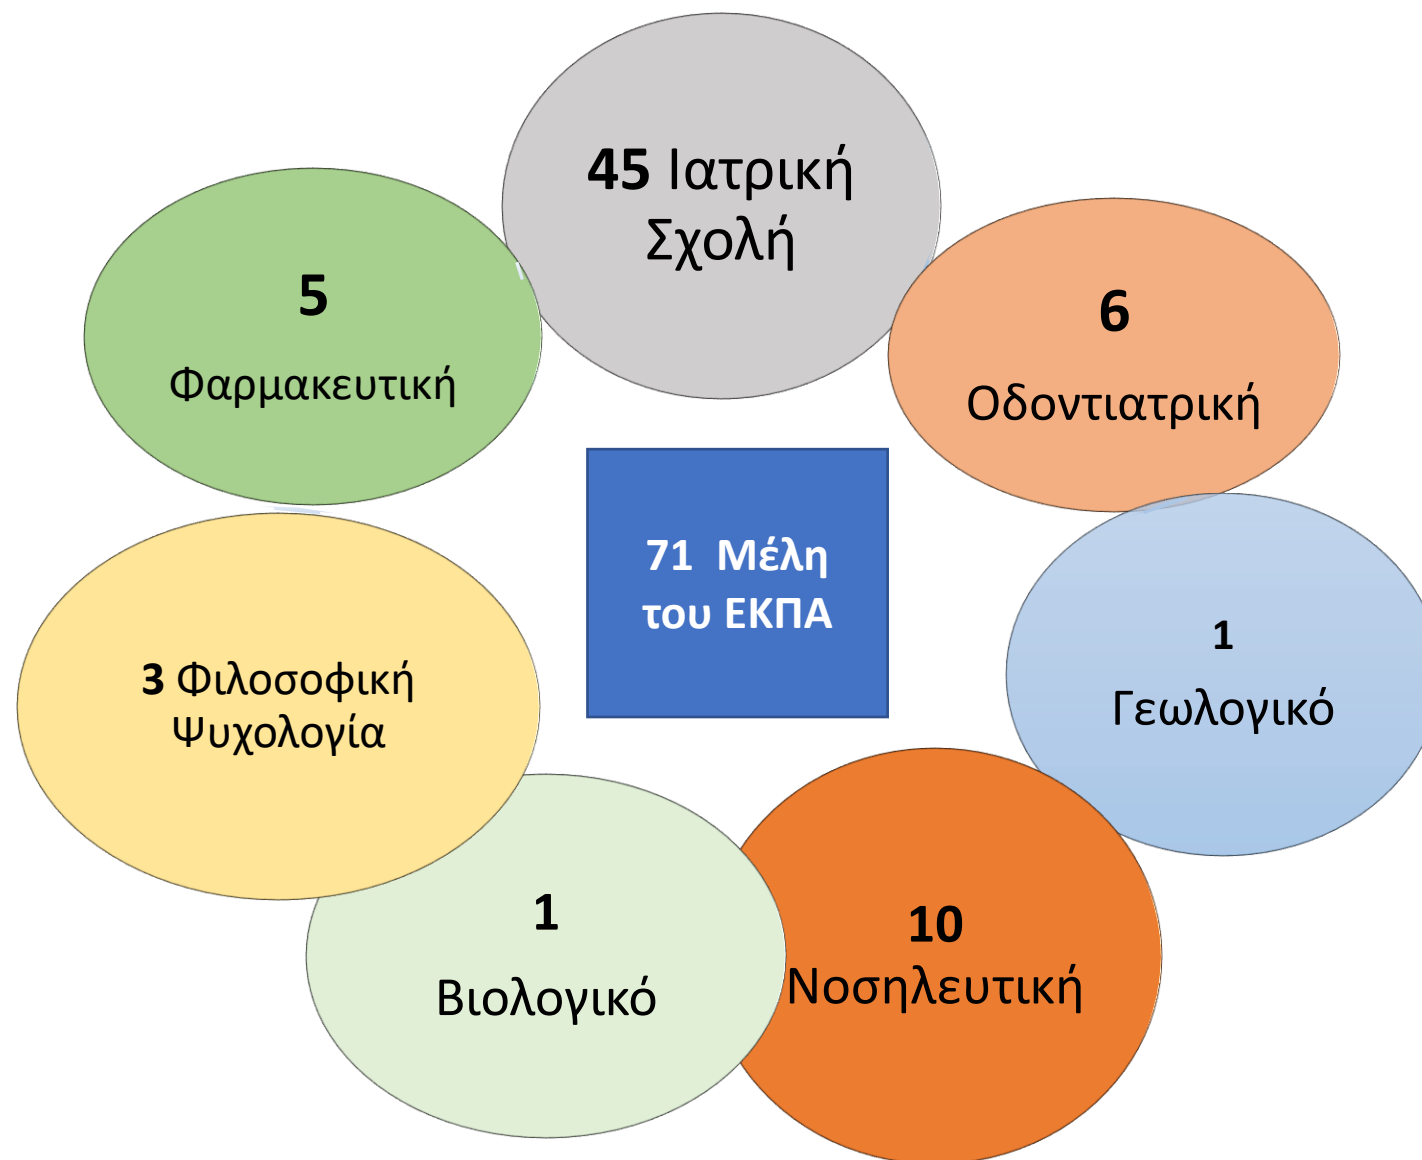 45 Ιατρική
Σχολή
5
Φαρμακευτική
6
Οδοντιατρική
71 Μέλη
του ΕΚΠΑ
3 Φιλοσοφική
Ψυχολογία
1
Γεωλογικό
1
Βιολογικό
10
Νοσηλευτική